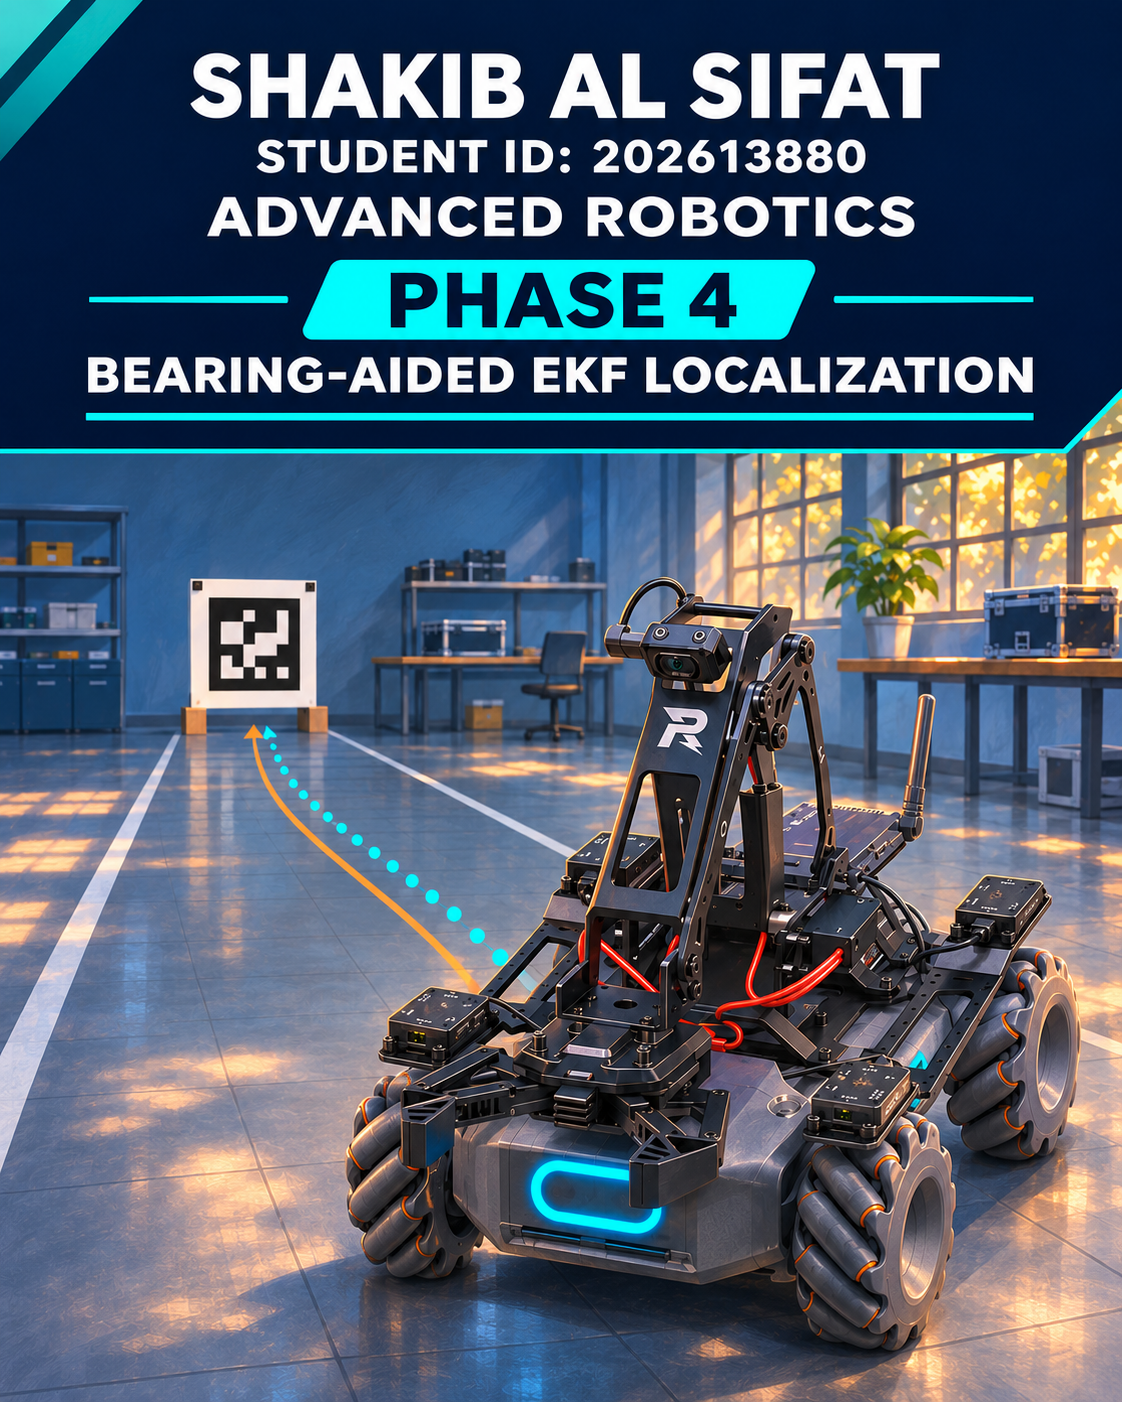 SHAKIB AL SIFAT
STUDENT ID: 202613880
ADVANCED ROBOTICS
PHASE 4
BEARING-AIDED EKF LOCALIZATION
R